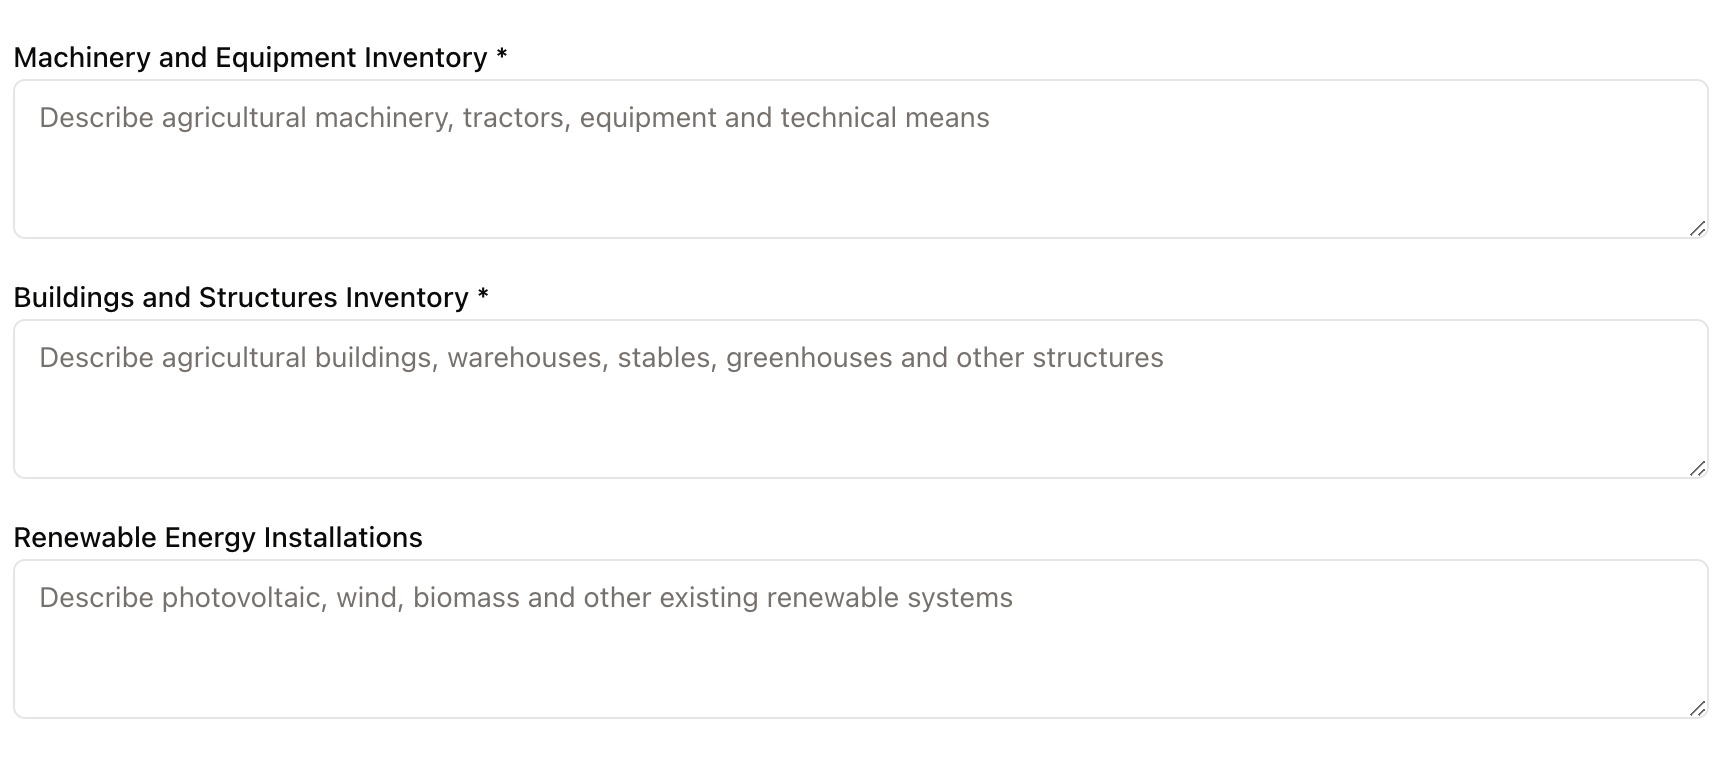 Machinery and Equipment Inventory *
Describe agricultural machinery, tractors, equipment and technical means
Buildings and Structures Inventory *
Describe agricultural buildings, warehouses, stables, greenhouses and other structures
Renewable Energy Installations
Describe photovoltaic, wind, biomass and other existing renewable systems